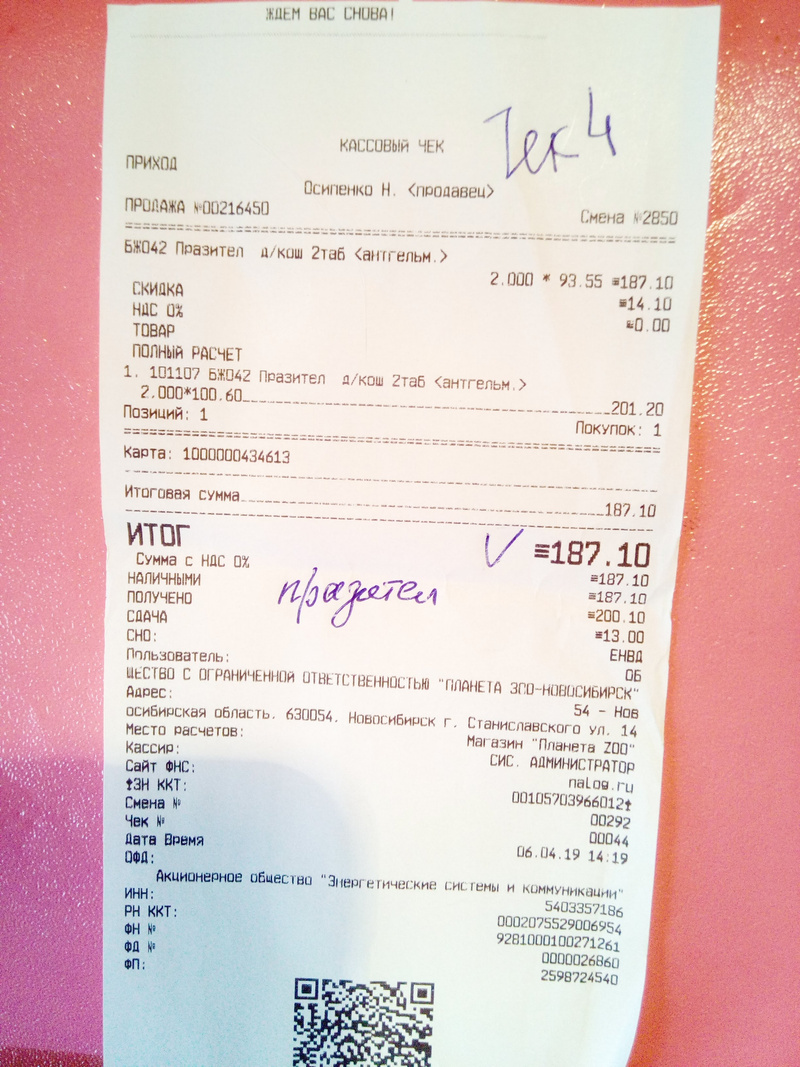 ЖДЕМ ВАС СНОВА!
Чек 4
КАССОВЫЙ ЧЕК
ПРИХОД
Осипенко Н. <продавец>
ПРОДАЖА №00216450 Смена №2850
БЖ042 Празител д/кош 2таб <антгельм.>
2.000 * 93.55 ≡187.10
СКИДКА ≡14.10
НДС 0% ≡0.00
ТОВАР
ПОЛНЫЙ РАСЧЕТ
1. 101107 БЖ042 Празител д/кош 2таб <антгельм.>
2.000*100.60 201.20
Позиций: 1 Покупок: 1
Карта: 1000000434613
Итоговая сумма 187.10
ИТОГ ≡187.10
Сумма с НДС 0% ≡187.10
НАЛИЧНЫМИ ≡187.10
празител
ПОЛУЧЕНО ≡200.10
СДАЧА ≡13.00
СНО: ЕНВД
Пользователь: ОБ
ЩЕСТВО С ОГРАНИЧЕННОЙ ОТВЕТСТВЕННОСТЬЮ "ПЛАНЕТА ЗГО-НОВОСИБИРСК"
Адрес: 54 - Нов
осибирская область. 630054. Новосибирск г. Станиславского ул. 14
Место расчетов: Магазин "Планета ZOO"
Кассир: СИС. АДМИНИСТРАТОР
Сайт ФНС: nalog.ru
ЗН ККТ: 00105703966012
Смена № 00292
Чек № 00044
Дата Время 06.04.19 14:19
ОФД:
Акционерное общество "Энергетические системы и коммуникации"
ИНН: 5403357186
РН ККТ: 0002075529006954
ФН № 9281000100271261
ФД № 0000026860
ФП: 2598724540